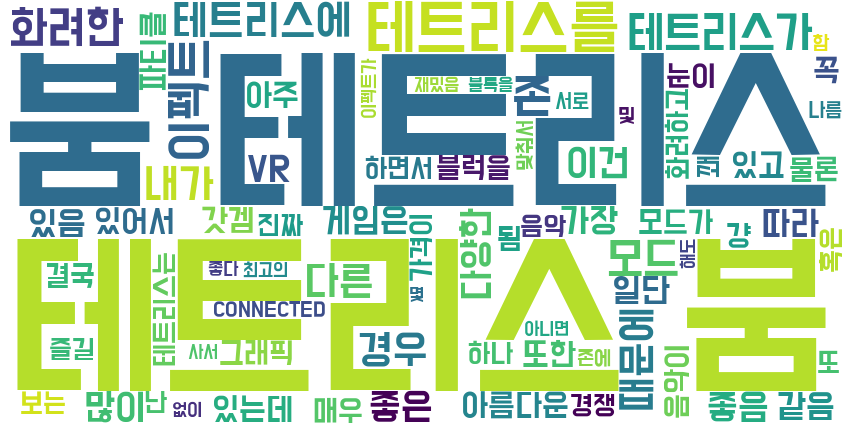 화려한 테트리스에 테트리스를 테트리스가 함
파티를 이펙트 아주 이펙트가 재밌음 불특을 존 서로 및 눈이 꼭
붐 테트리스
VR 하면서 블럭을 맞춰서 이건 화려하고 꽤 있고 물론 나름
내가
있음 있어서 갓겜 진짜 게임은 가격이 다양한 됨 음악 가장 모드가 걍 따라 혹은
테트리스 붐
결국 테트리스는 좋다 최고의 다른 모드 해도
CONNECTED 일단
즐길 사서 그래픽 경우 아니면 때문에
하나 또한 존에 음악이 또
보는 많이 난 없이 있는데 매우 좋은 아름다운 경쟁 좋음 같음